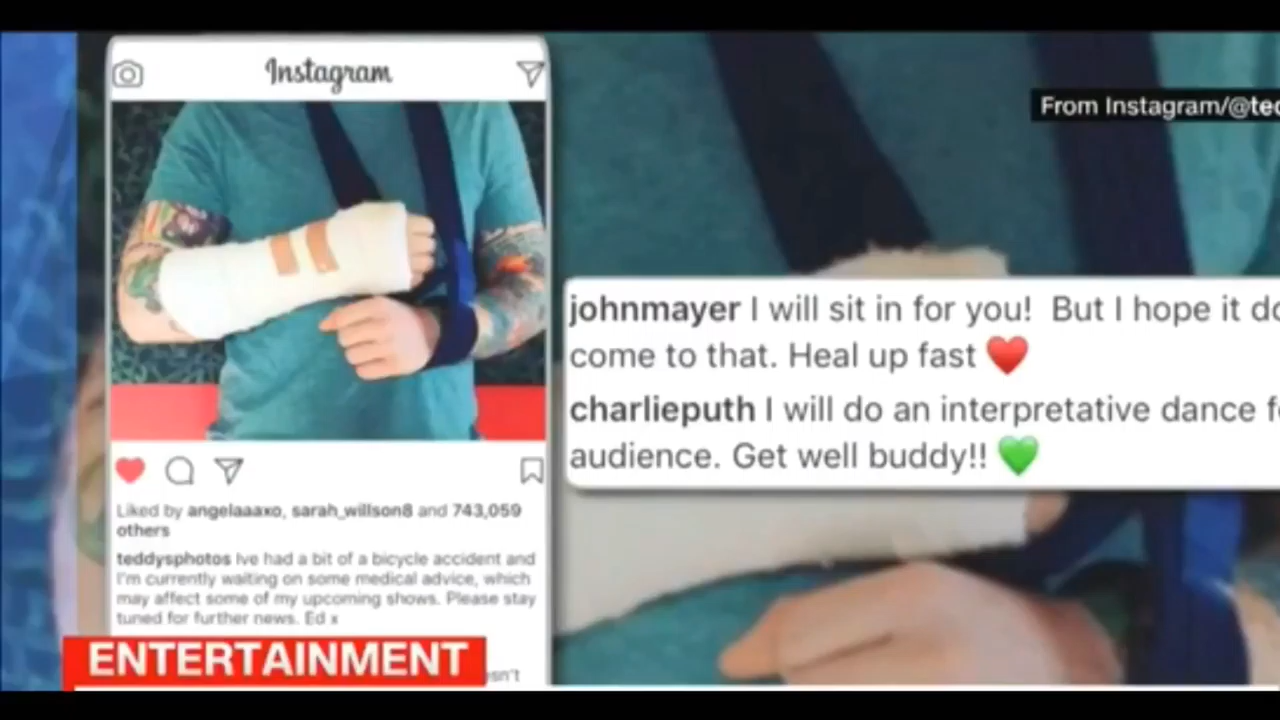 Instagram
From Instagram/@ted
johnmayer I will sit in for you! But I hope it do
come to that. Heal up fast ❤️
charlieputh I will do an interpretative dance f
audience. Get well buddy!! 💚
Liked by angelaaaxo, sarah_willson8 and 743,059
others
teddysphotos Ive had a bit of a bicycle accident and
I'm currently waiting on some medical advice, which
may affect some of my upcoming shows. Please stay
tuned for further news. Ed x
esn't
ENTERTAINMENT